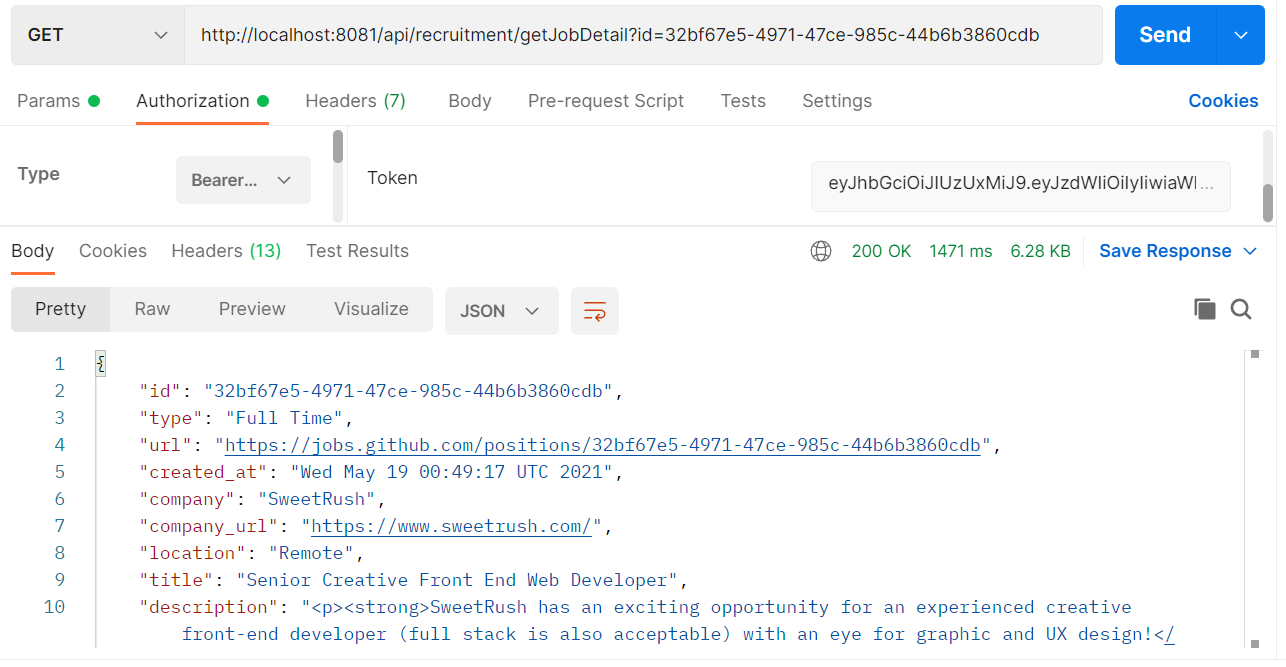 GET http://localhost:8081/api/recruitment/getJobDetail?id=32bf67e5-4971-47ce-985c-44b6b3860cdb Send
Params Authorization Headers (7) Body Pre-request Script Tests Settings Cookies
Type Bearer... Token eyJhbGciOiJIUzUxMiJ9.eyJzdWIiOiIyIiwiaWI...
Body Cookies Headers (13) Test Results 200 OK 1471 ms 6.28 KB Save Response
Pretty Raw Preview Visualize JSON
1 {
2 "id": "32bf67e5-4971-47ce-985c-44b6b3860cdb",
3 "type": "Full Time",
4 "url": "https://jobs.github.com/positions/32bf67e5-4971-47ce-985c-44b6b3860cdb",
5 "created_at": "Wed May 19 00:49:17 UTC 2021",
6 "company": "SweetRush",
7 "company_url": "https://www.sweetrush.com/",
8 "location": "Remote",
9 "title": "Senior Creative Front End Web Developer",
10 "description": "<p><strong>SweetRush has an exciting opportunity for an experienced creative
front-end developer (full stack is also acceptable) with an eye for graphic and UX design!</